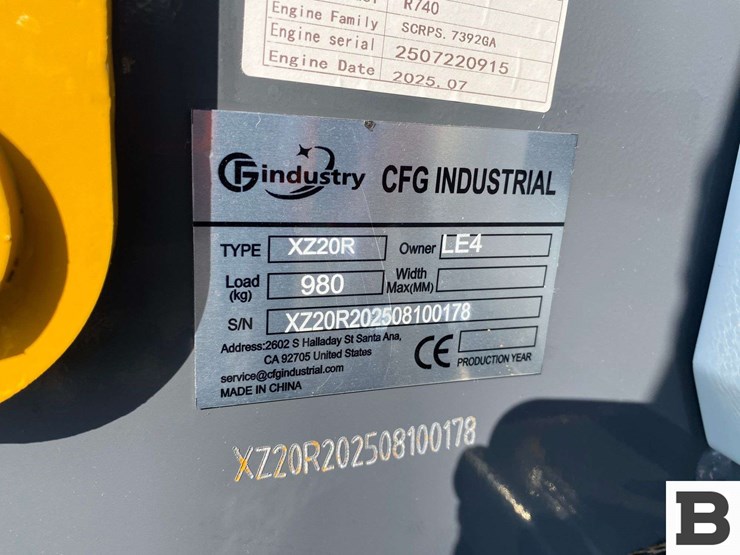 R740
Engine Family SCRPS. 7392GA
Engine serial 2507220915
Engine Date 2025.07
GFindustry CFG INDUSTRIAL
TYPE XZ20R Owner LE4
Load (kg) 980 Width Max(MM)
S/N XZ20R202508100178
Address:2602 S Halladay St Santa Ana,
CA 92705 United States
CE PRODUCTION YEAR
service@cfgindustrial.com
MADE IN CHINA
XZ20R202508100178
B